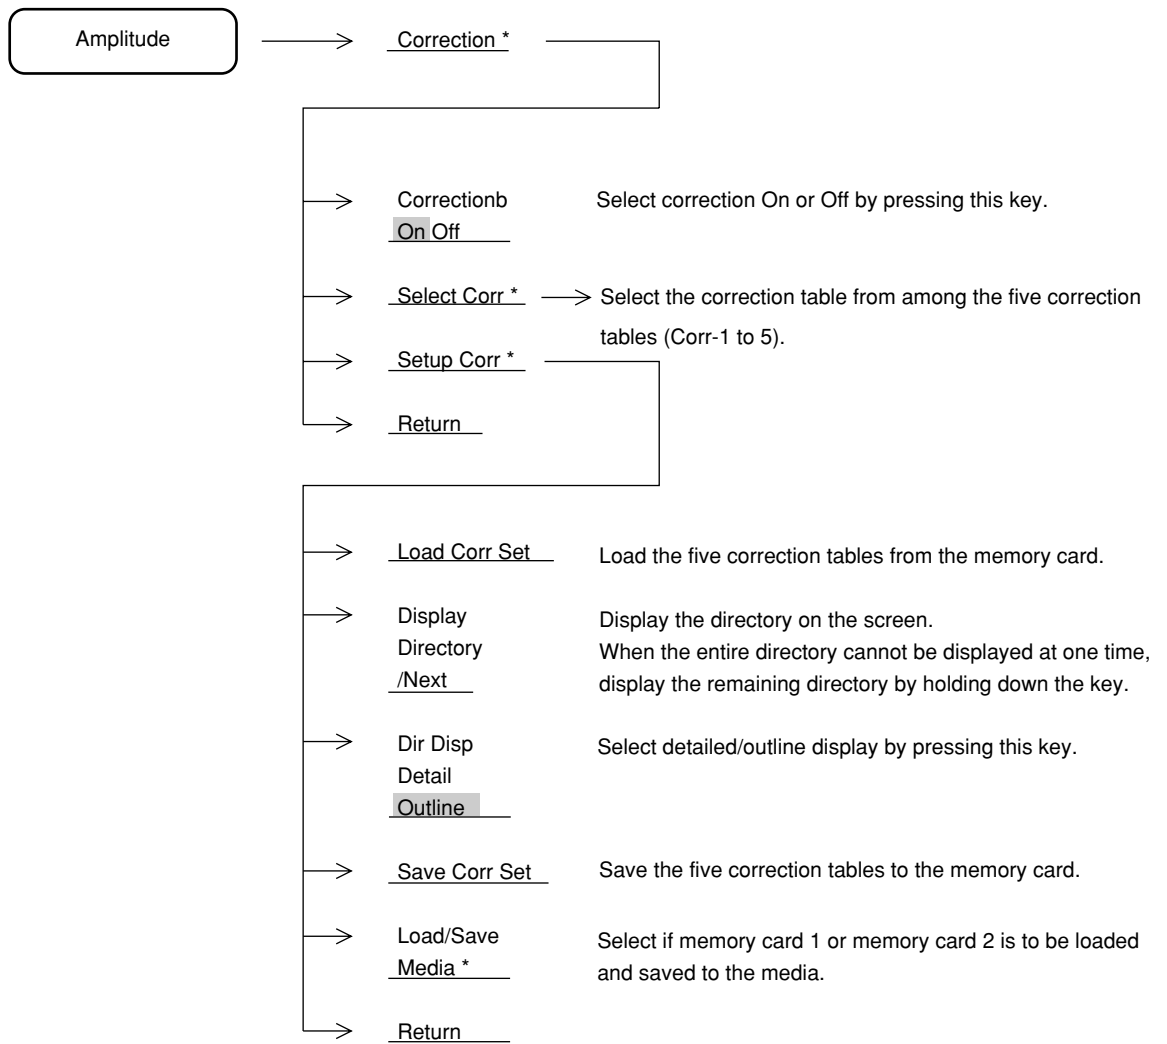 Amplitude
Correction *
Correctionb
On Off
Select correction On or Off by pressing this key.
Select Corr *
Select the correction table from among the five correction
tables (Corr-1 to 5).
Setup Corr *
Return
Load Corr Set
Load the five correction tables from the memory card.
Display
Directory
/Next
Display the directory on the screen.
When the entire directory cannot be displayed at one time,
display the remaining directory by holding down the key.
Dir Disp
Detail
Outline
Select detailed/outline display by pressing this key.
Save Corr Set
Save the five correction tables to the memory card.
Load/Save
Media *
Select if memory card 1 or memory card 2 is to be loaded
and saved to the media.
Return